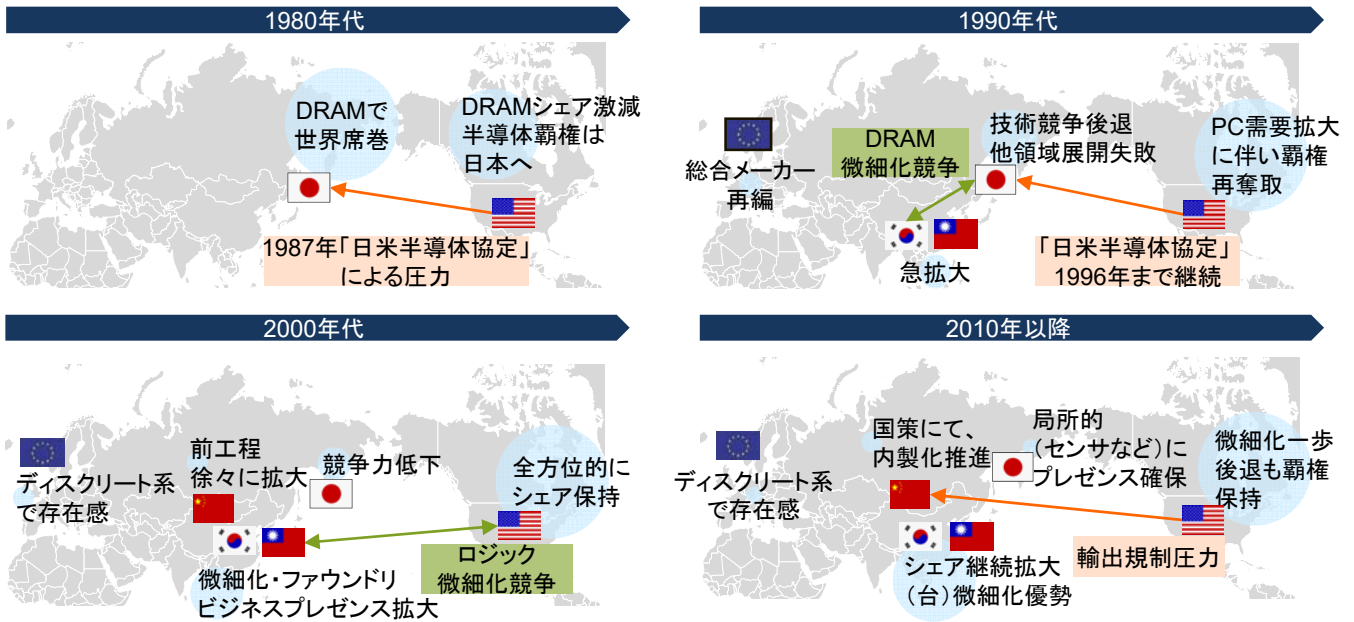 1980年代
DRAMで
世界席巻
DRAMシェア激減
半導体覇権は
日本へ
1987年「日米半導体協定」
による圧力
1990年代
総合メーカー
再編
DRAM
微細化競争
技術競争後退
他領域展開失敗
PC需要拡大
に伴い覇権
再奪取
急拡大
「日米半導体協定」
1996年まで継続
2000年代
ディスクリート系
で存在感
前工程
徐々に拡大
競争力低下
全方位的に
シェア保持
微細化・ファウンドリ
ビジネスプレゼンス拡大
ロジック
微細化競争
2010年以降
ディスクリート系
で存在感
国策にて、
内製化推進
局所的
（センサなど）に
プレゼンス確保
微細化一歩
後退も覇権
保持
シェア継続拡大
（台）微細化優勢
輸出規制圧力